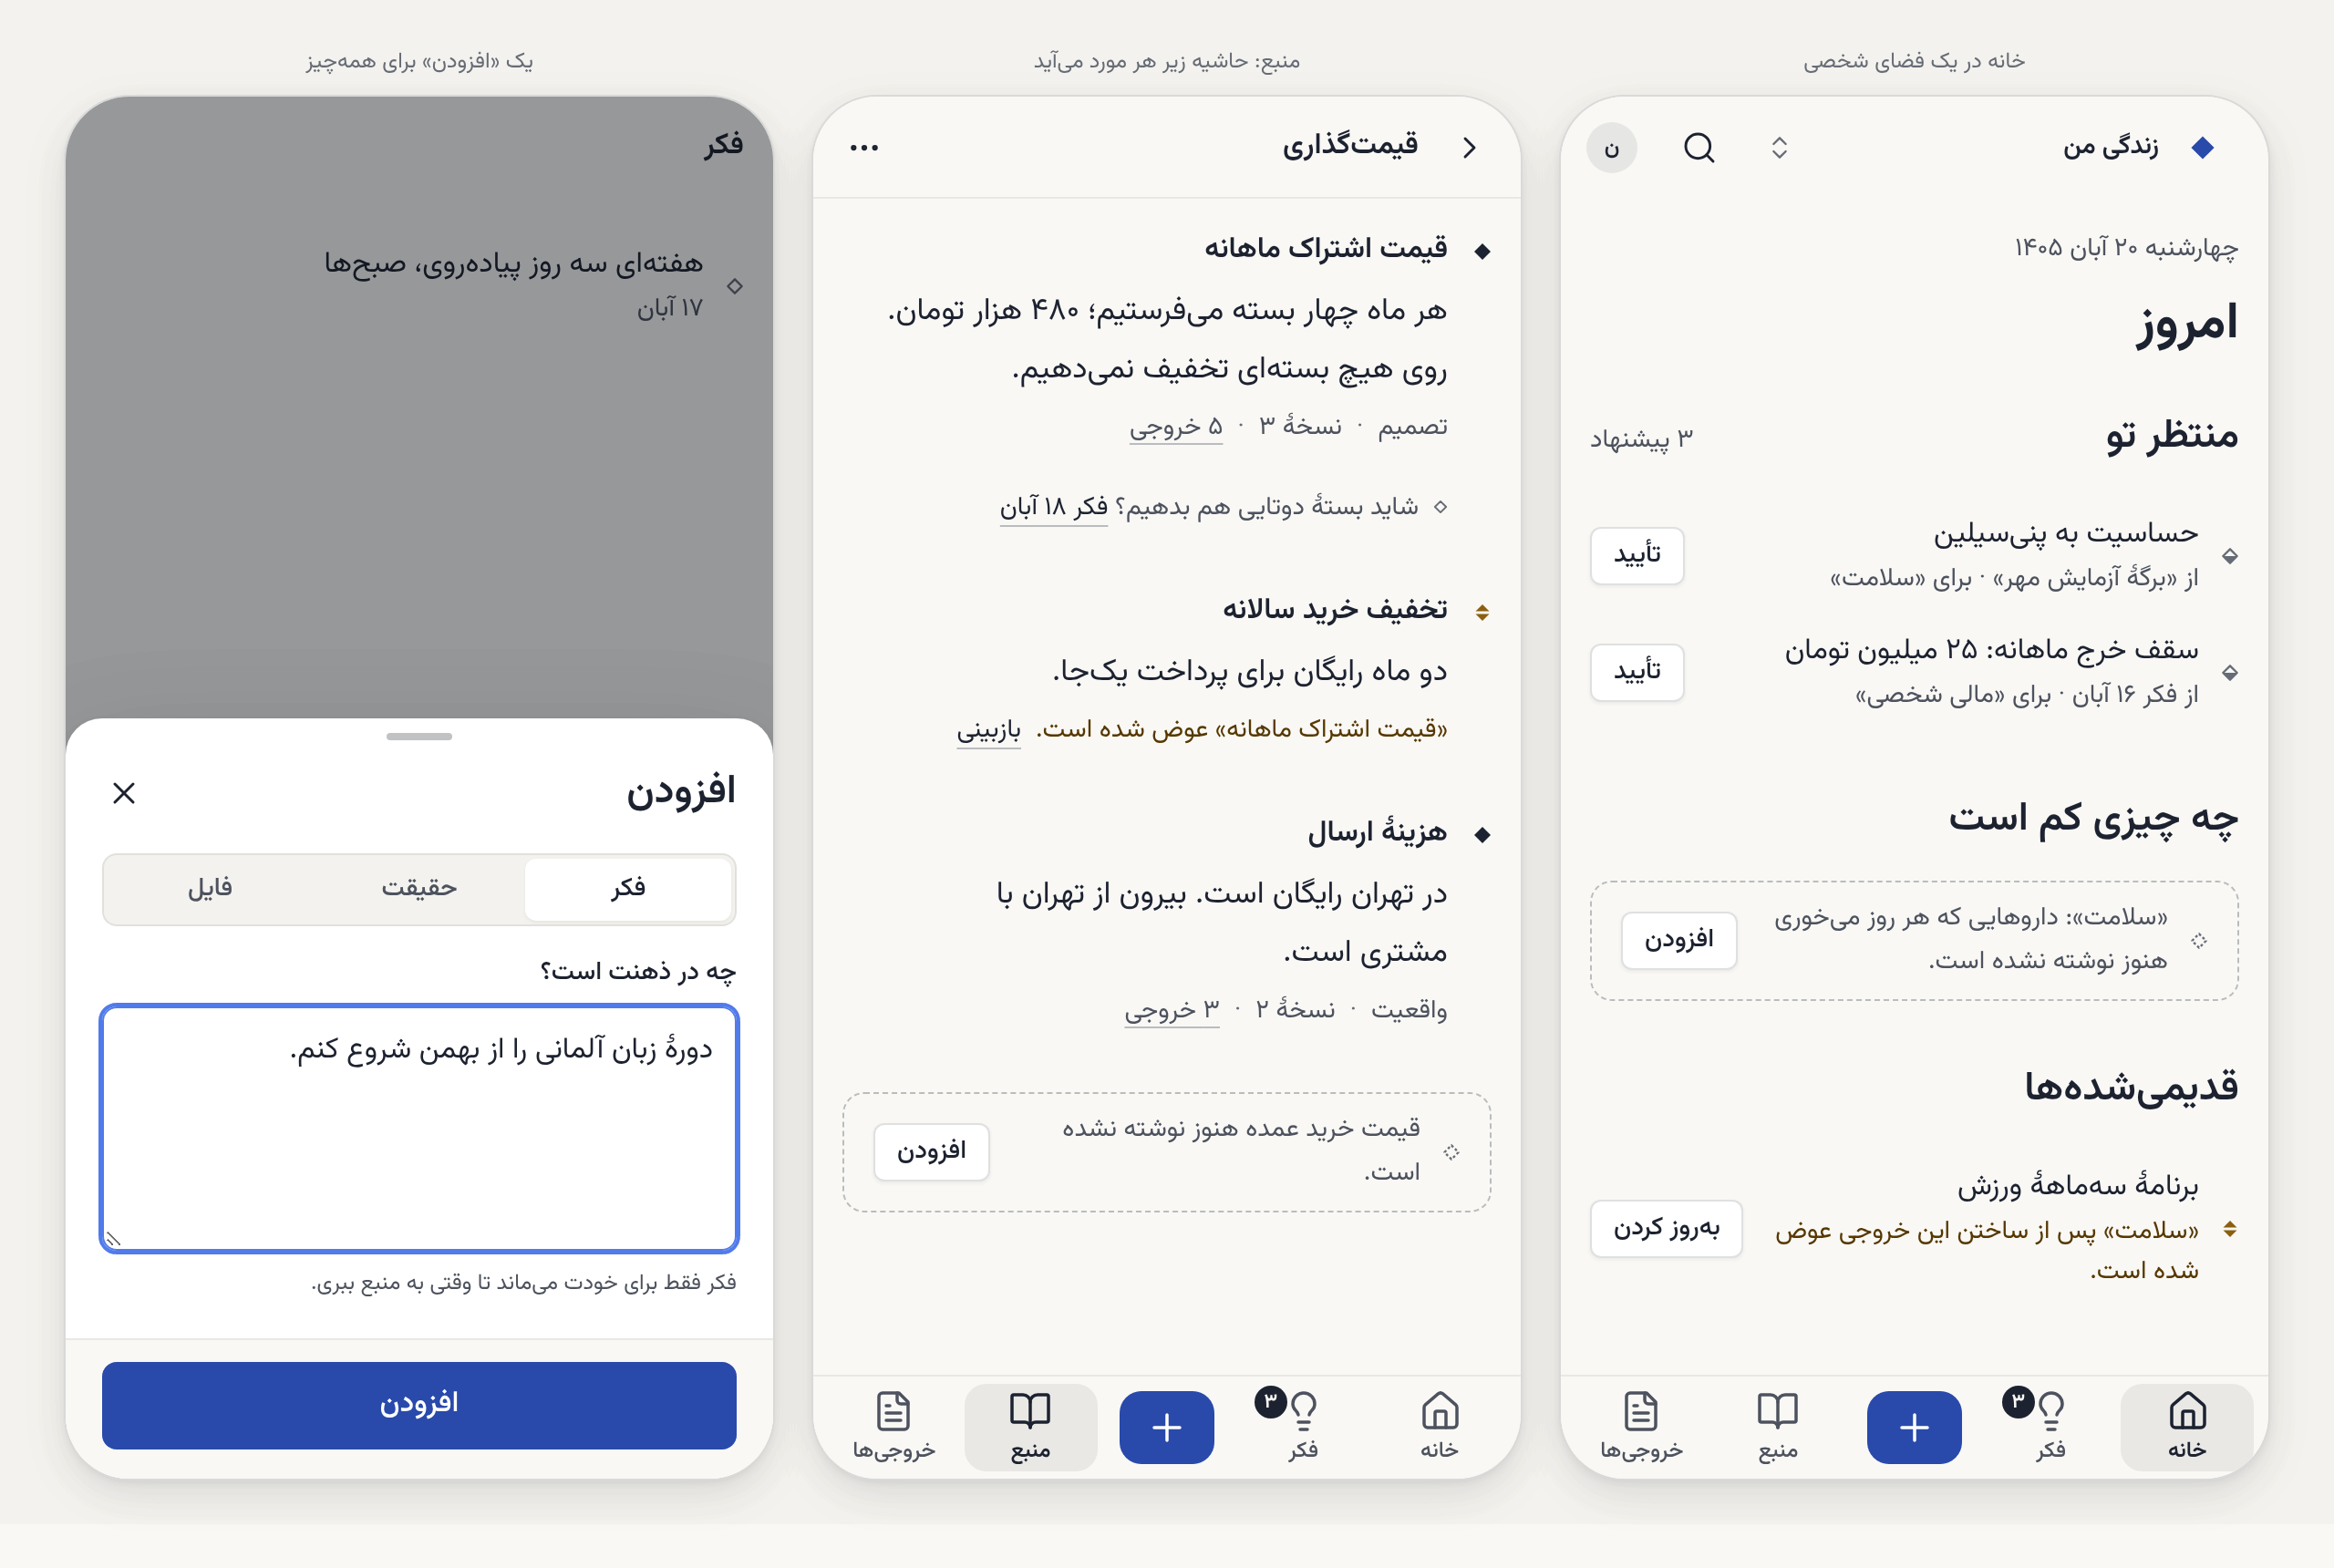 خانه در یک فضای شخصی
زندگی من
ن
چهارشنبه ۲۰ آبان ۱۴۰۵
امروز
منتظر تو
۳ پیشنهاد
حساسیت به پنی‌سیلین
از «برگهٔ آزمایش مهر» · برای «سلامت»
تأیید
سقف خرج ماهانه: ۲۵ میلیون تومان
از فکر ۱۶ آبان · برای «مالی شخصی»
تأیید
چه چیزی کم است
«سلامت»: داروهایی که هر روز می‌خوری
هنوز نوشته نشده است.
افزودن
قدیمی‌شده‌ها
برنامهٔ سه‌ماههٔ ورزش
«سلامت» پس از ساختن این خروجی عوض
شده است.
به‌روز کردن
خانه
فکر
۳
منبع
خروجی‌ها
منبع: حاشیه زیر هر مورد می‌آید
قیمت‌گذاری
قیمت اشتراک ماهانه
هر ماه چهار بسته می‌فرستیم؛ ۴۸۰ هزار تومان.
روی هیچ بسته‌ای تخفیف نمی‌دهیم.
تصمیم · نسخهٔ ۳ · ۵ خروجی
شاید بستهٔ دوتایی هم بدهیم؟ فکر ۱۸ آبان
تخفیف خرید سالانه
دو ماه رایگان برای پرداخت یک‌جا.
«قیمت اشتراک ماهانه» عوض شده است. بازبینی
هزینهٔ ارسال
در تهران رایگان است. بیرون از تهران با
مشتری است.
واقعیت · نسخهٔ ۲ · ۳ خروجی
قیمت خرید عمده هنوز نوشته نشده
است.
افزودن
خانه
فکر
۳
منبع
خروجی‌ها
یک «افزودن» برای همه‌چیز
فکر
هفته‌ای سه روز پیاده‌روی، صبح‌ها
۱۷ آبان
افزودن
فکر
حقیقت
فایل
چه در ذهنت است؟
دورهٔ زبان آلمانی را از بهمن شروع کنم.
فکر فقط برای خودت می‌ماند تا وقتی به منبع ببری.
افزودن